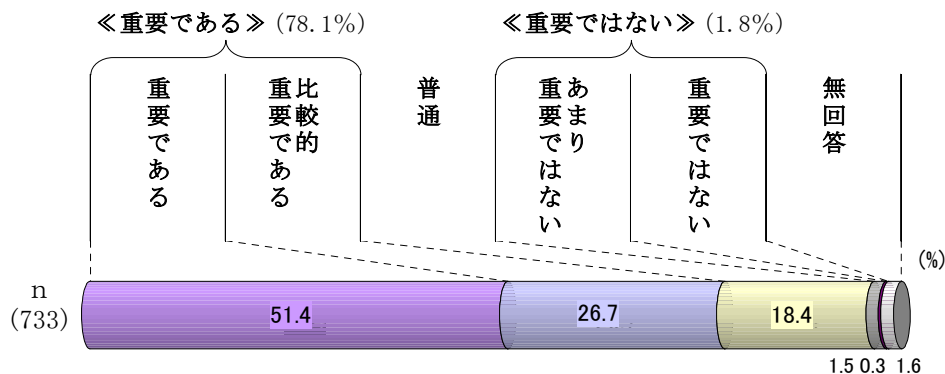 ≪重要である≫(78.1%)
≪重要ではない≫(1.8%)
重要である
比較的
重要である
普通
あまり
重要ではない
重要ではない
無回答
(%)
n
(733)
51.4
26.7
18.4
1.5
0.3
1.6